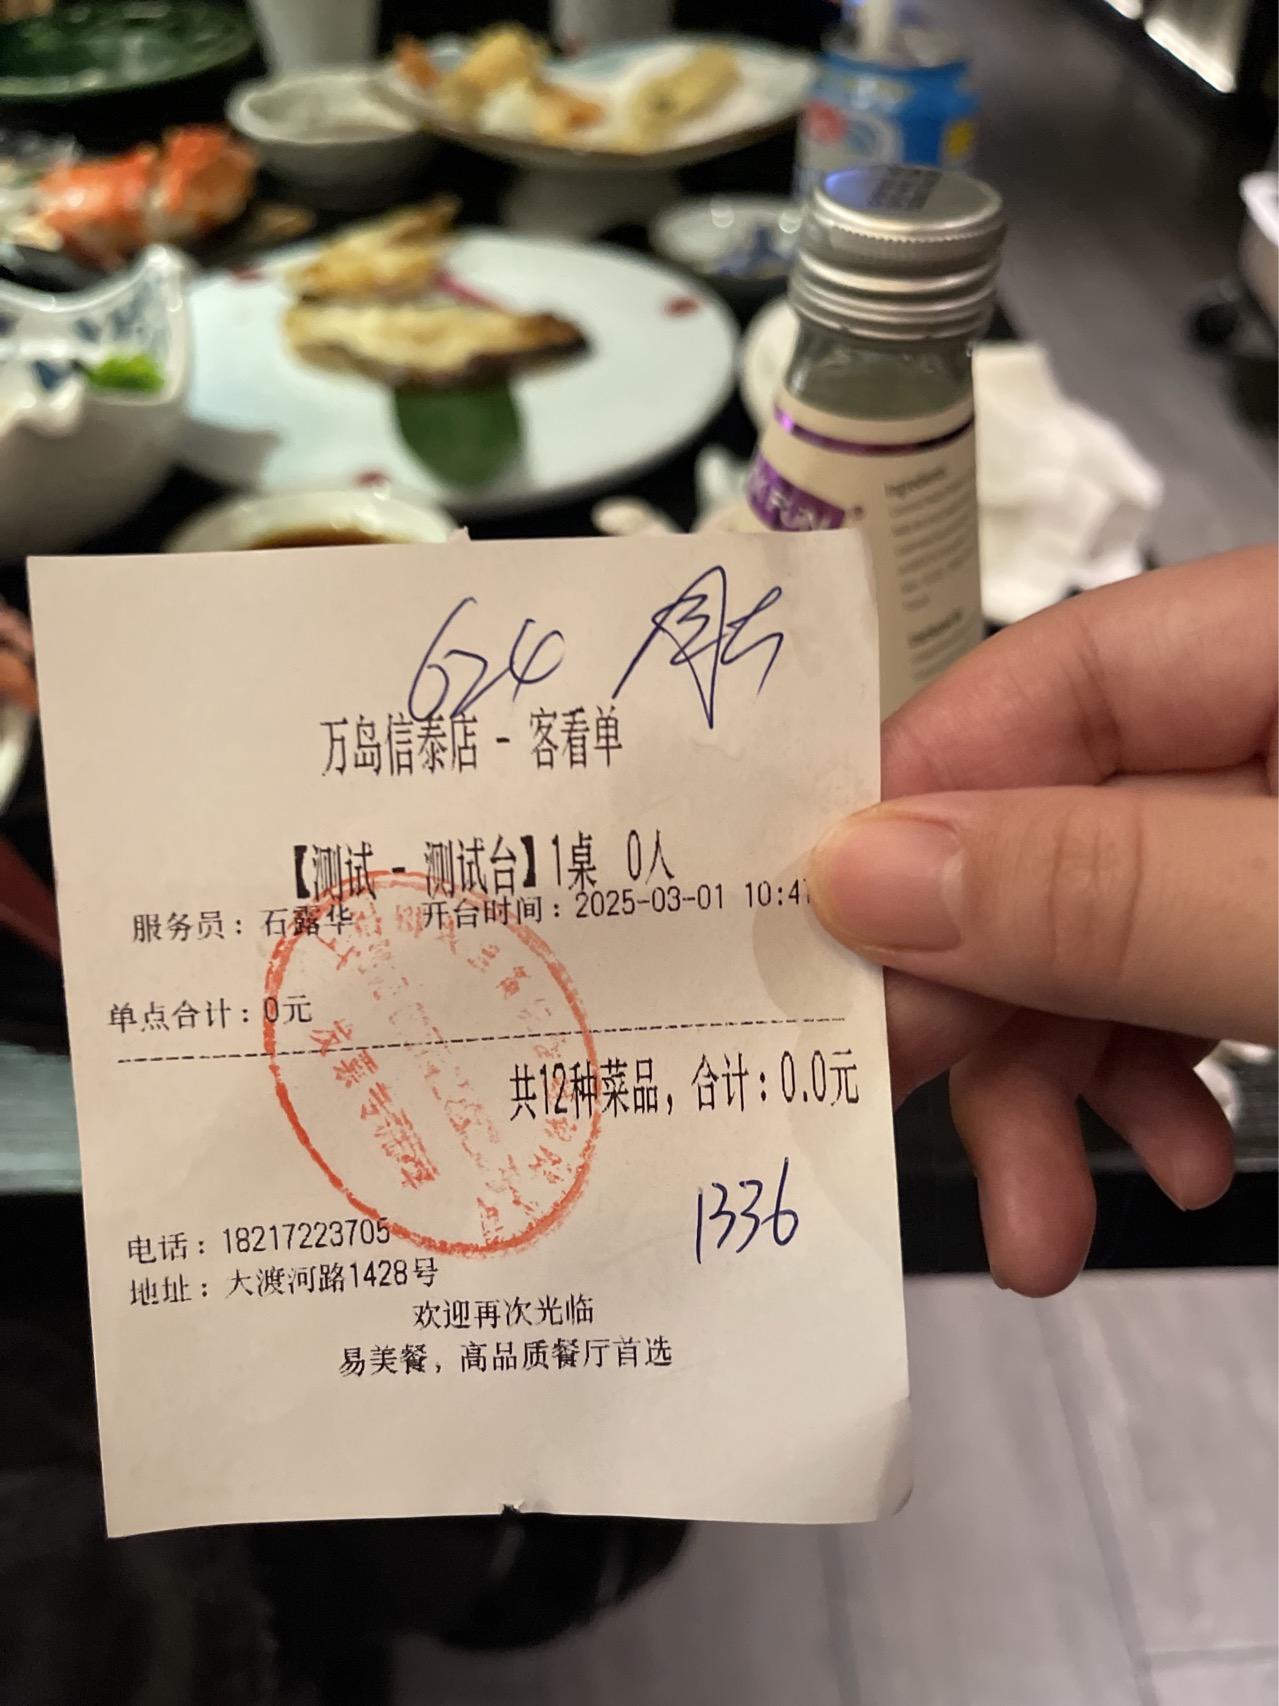 Ingredients
624
万岛信泰店 - 客看单
【测试 - 测试台】1桌 0人
服务员：石露华 开台时间：2025-03-01 10:47
单点合计：0元
共12种菜品，合计：0.0元
1336
电话：18217223705
地址：大渡河路1428号
欢迎再次光临
易美餐，高品质餐厅首选